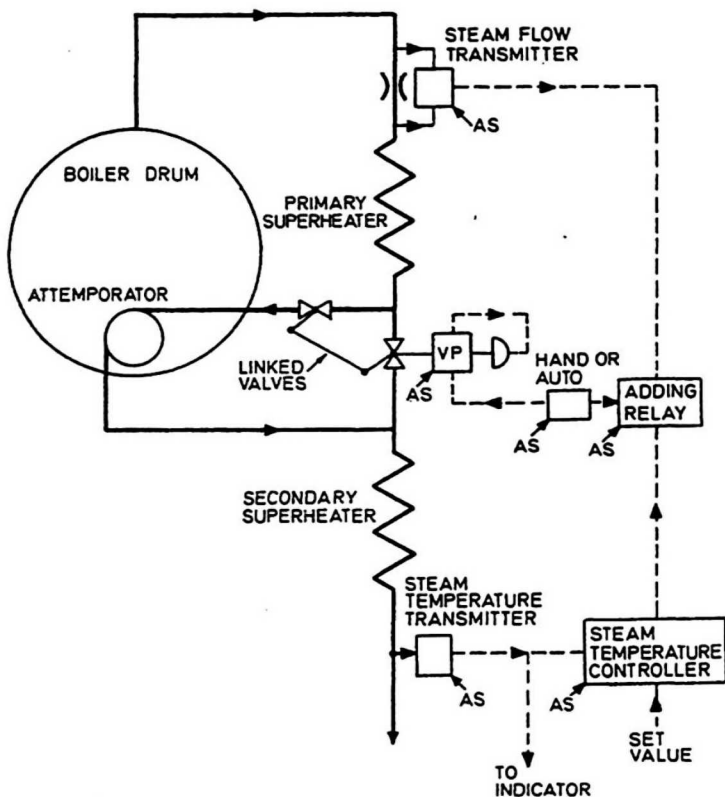 STEAM FLOW
TRANSMITTER
AS
BOILER DRUM
PRIMARY
SUPERHEATER
ATTEMPORATOR
LINKED
VALVES
VP
AS
HAND OR
AUTO
AS
ADDING
RELAY
AS
SECONDARY
SUPERHEATER
STEAM
TEMPERATURE
TRANSMITTER
AS
STEAM
TEMPERATURE
CONTROLLER
AS
SET
VALUE
TO
INDICATOR